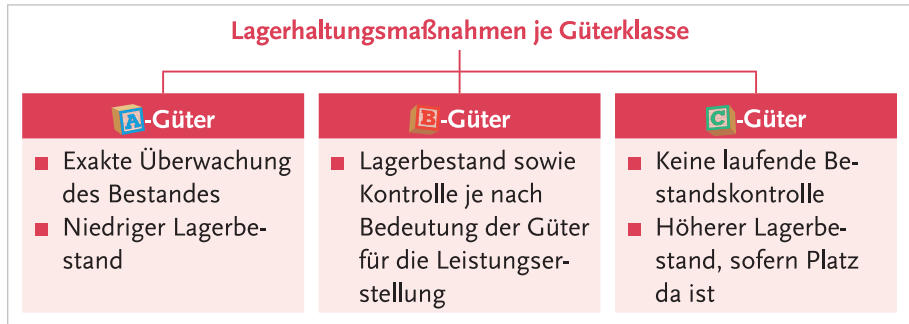 Lagerhaltungsmaßnahmen je Güterklasse
A-Güter
Exakte Überwachung
des Bestandes
Niedriger Lagerbe-
stand
B-Güter
Lagerbestand sowie
Kontrolle je nach
Bedeutung der Güter
für die Leistungser-
stellung
C-Güter
Keine laufende Be-
standskontrolle
Höherer Lagerbe-
stand, sofern Platz
da ist